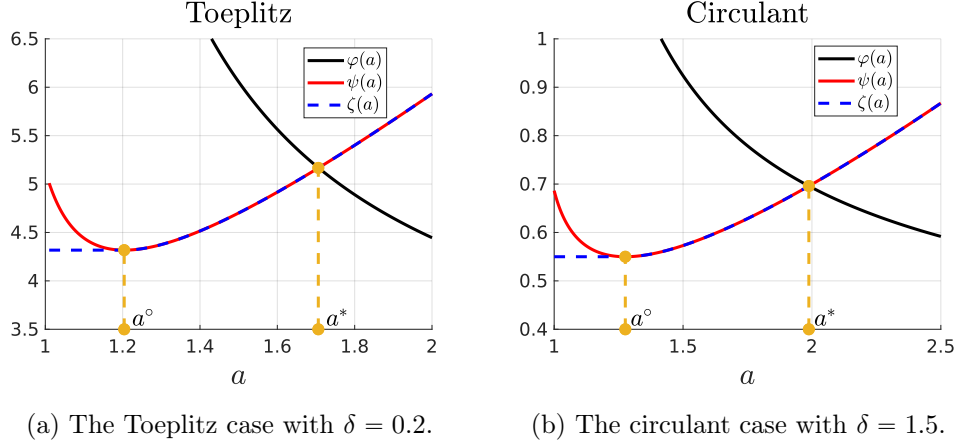 Toeplitz
6.5
6
5.5
5
4.5
4
3.5
1
1.2
1.4
1.6
1.8
2
φ(a)
ψ(a)
ζ(a)
a°
a*
a
(a) The Toeplitz case with δ = 0.2.
Circulant
1
0.9
0.8
0.7
0.6
0.5
0.4
1
1.5
2
2.5
φ(a)
ψ(a)
ζ(a)
a°
a*
a
(b) The circulant case with δ = 1.5.